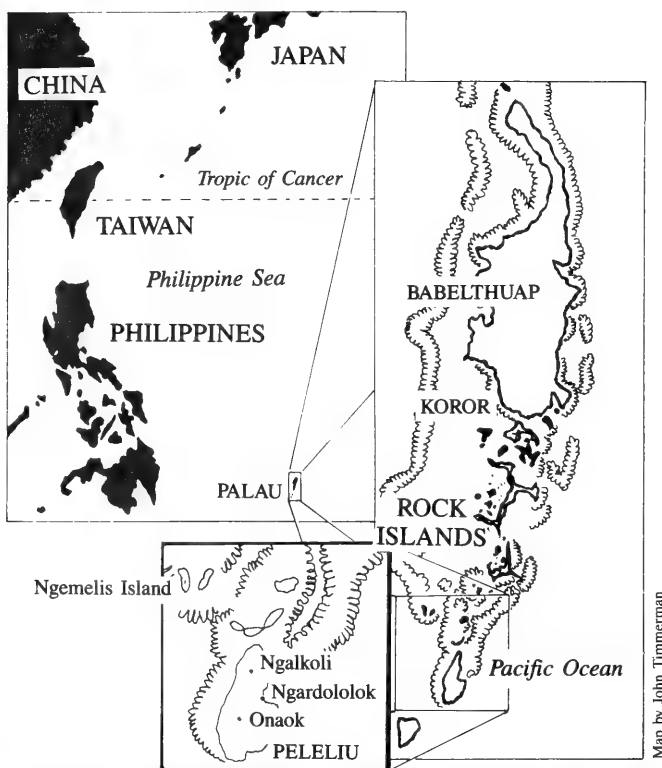 JAPAN
CHINA
Tropic of Cancer
TAIWAN
Philippine Sea
PHILIPPINES
PALAU
BABELTHUAP
KOROR
ROCK
ISLANDS
Pacific Ocean
Ngemelis Island
Ngalkoli
Ngardololok
Onaok
PELELIU
Map by John Timmerman